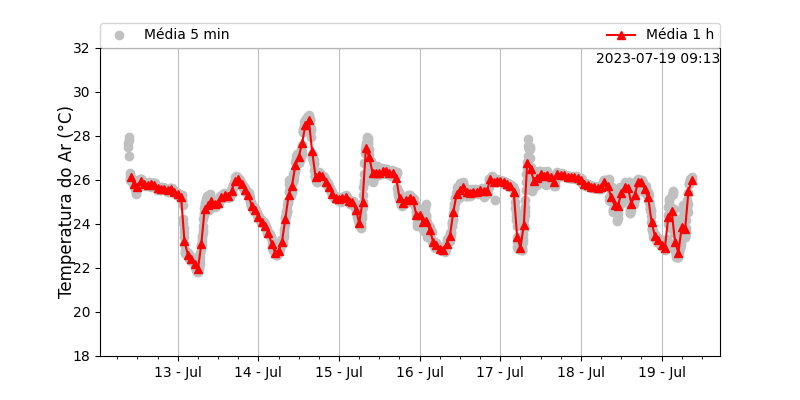 Média 5 min
Média 1 h
2023-07-19 09:13
Temperatura do Ar (°C)
32
30
28
26
24
22
20
18
13 - Jul
14 - Jul
15 - Jul
16 - Jul
17 - Jul
18 - Jul
19 - Jul